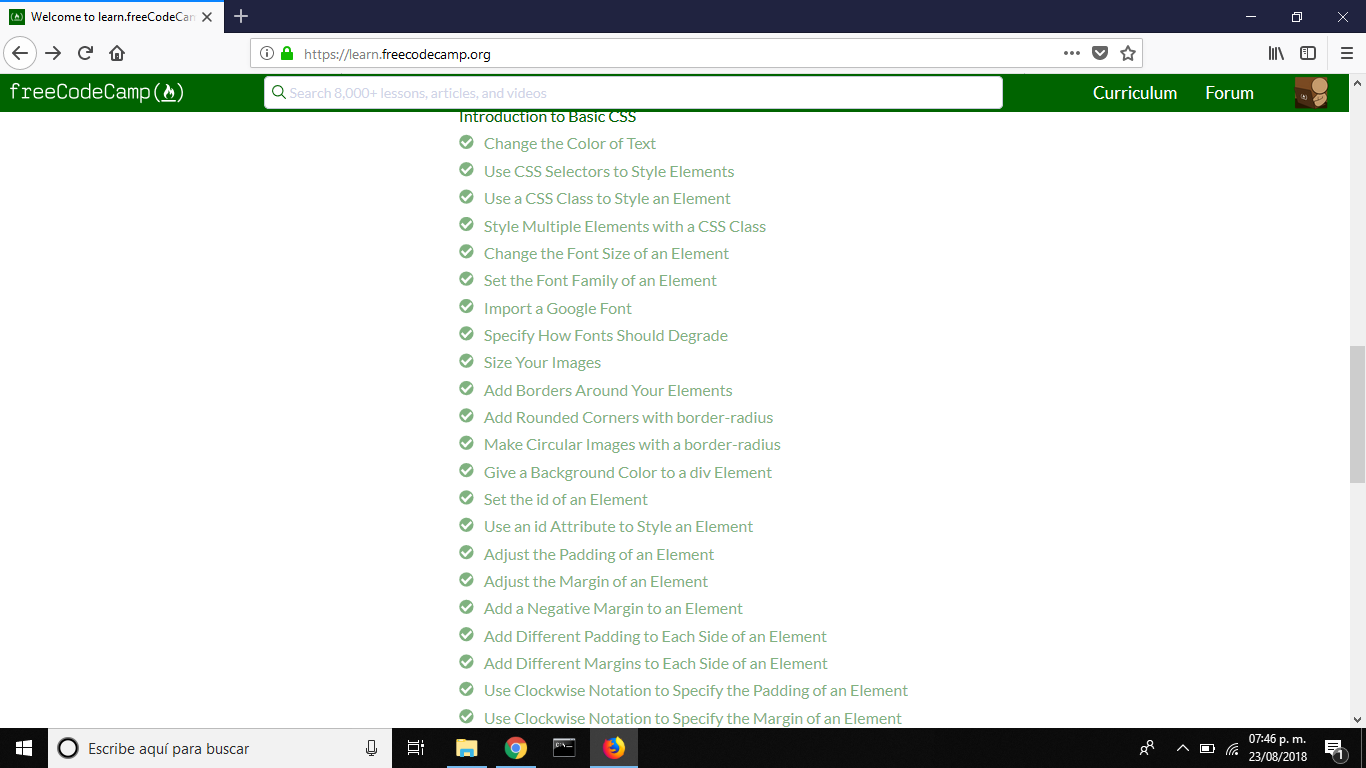 Welcome to learn.freeCodeCam
https://learn.freecodecamp.org
freeCodeCamp
Search 8,000+ lessons, articles, and videos
Curriculum
Forum
Introduction to Basic CSS
Change the Color of Text
Use CSS Selectors to Style Elements
Use a CSS Class to Style an Element
Style Multiple Elements with a CSS Class
Change the Font Size of an Element
Set the Font Family of an Element
Import a Google Font
Specify How Fonts Should Degrade
Size Your Images
Add Borders Around Your Elements
Add Rounded Corners with border-radius
Make Circular Images with a border-radius
Give a Background Color to a div Element
Set the id of an Element
Use an id Attribute to Style an Element
Adjust the Padding of an Element
Adjust the Margin of an Element
Add a Negative Margin to an Element
Add Different Padding to Each Side of an Element
Add Different Margins to Each Side of an Element
Use Clockwise Notation to Specify the Padding of an Element
Use Clockwise Notation to Specify the Margin of an Element
Escribe aquí para buscar
07:46 p. m.
23/08/2018
1